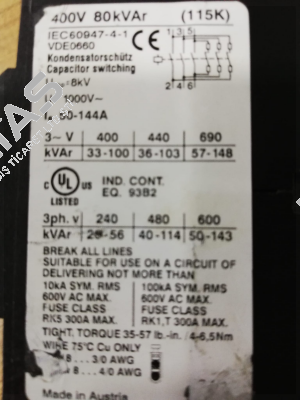 400V 80kVAr (115K)
IEC60947-4-1
VDE0660
Kondensatorschütz
Capacitor switching
=8kV
1000V~
50-144A
1 3 5
2 4 6
3~V 400 440 690
kVAr 33-100 36-103 57-148
UL LISTED
IND. CONT.
EQ. 93B2
3ph. v 240 480 600
kVAr 20-56 40-114 50-143
BREAK ALL LINES
SUITABLE FOR USE ON A CIRCUIT OF
DELIVERING NOT MORE THAN
10kA SYM. RMS 100kA SYM. RMS
600V AC MAX. 600V AC MAX.
FUSE CLASS FUSE CLASS
RK5 300A MAX. RK1,T 300A MAX.
TIGHT. TORQUE 35-57 lb.-in. / 4-6,5Nm
WIRE 75°C Cu ONLY
8... 3/0 AWG
8... 4/0 AWG
Made in Austria